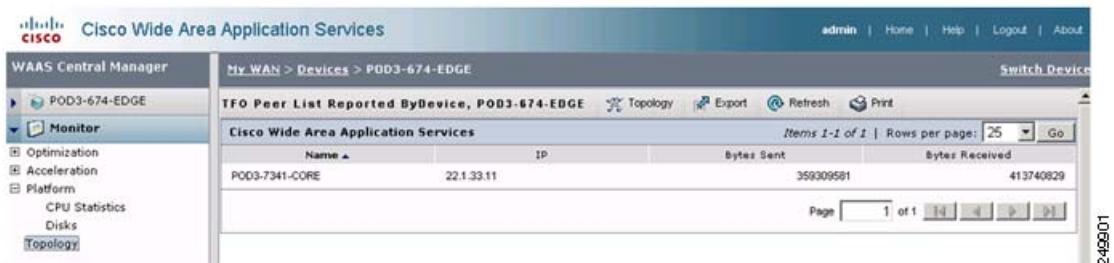 CISCO Cisco Wide Area Application Services admin | Home | Help | Logout | About
WAAS Central Manager
My WAN > Devices > POD3-674-EDGE Switch Device
POD3-674-EDGE
TFO Peer List Reported ByDevice, POD3-674-EDGE Topology Export Refresh Print
Monitor
Cisco Wide Area Application Services Items 1-1 of 1 | Rows per page: 25 Go
Optimization
Name IP Bytes Sent Bytes Received
Acceleration
POD3-7341-CORE 22.1.33.11 359309581 413740829
Platform
CPU Statistics
Page 1 of 1
Disks
Topology
249901